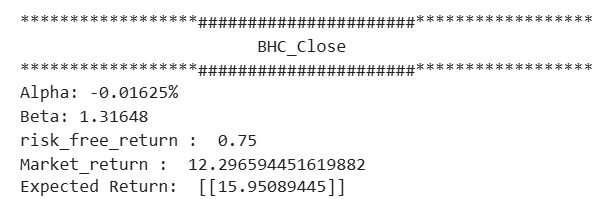 ******************######################******************
BHC_Close
******************######################******************
Alpha: -0.01625%
Beta: 1.31648
risk_free_return :  0.75
Market_return :  12.296594451619882
Expected Return:  [[15.95089445]]